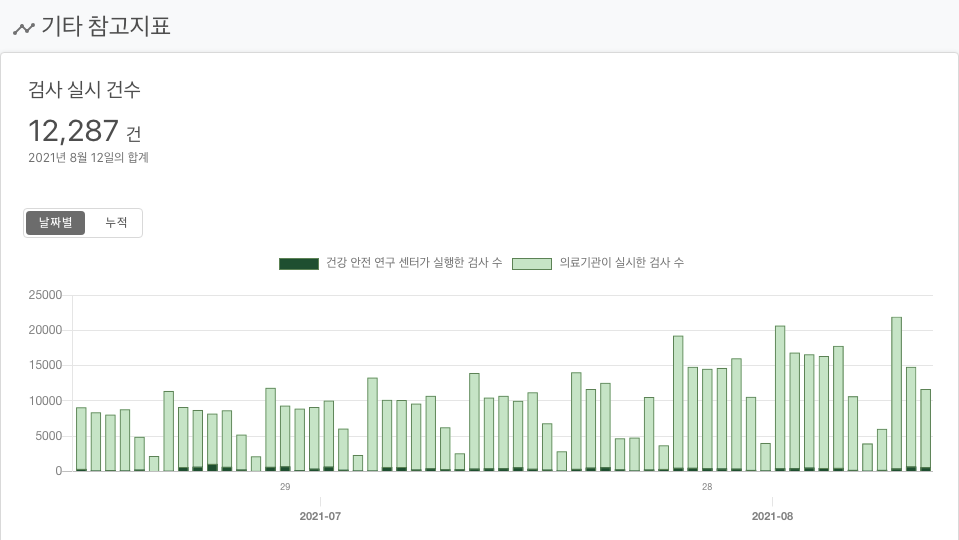 기타 참고지표
검사 실시 건수
12,287 건
2021년 8월 12일의 합계
날짜별 누적
건강 안전 연구 센터가 실행한 검사 수 의료기관이 실시한 검사 수
25000
20000
15000
10000
5000
0
29 28
2021-07 2021-08